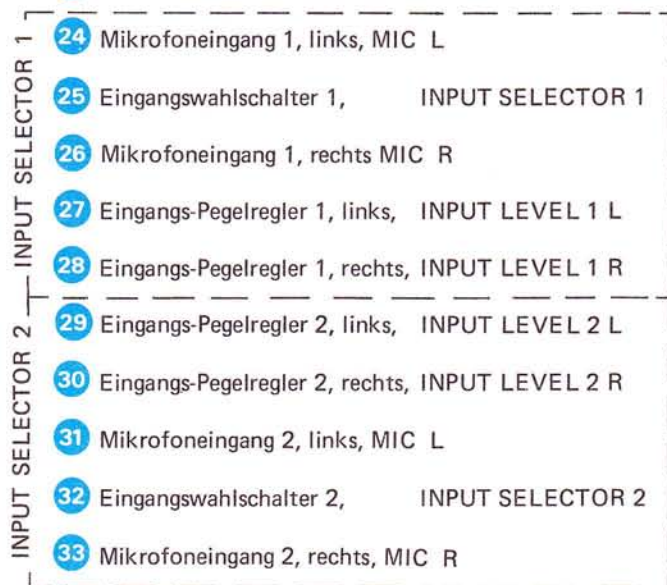 INPUT SELECTOR 1
24 Mikrofoneingang 1, links, MIC L
25 Eingangswahlschalter 1, INPUT SELECTOR 1
26 Mikrofoneingang 1, rechts MIC R
27 Eingangs-Pegelregler 1, links, INPUT LEVEL 1 L
28 Eingangs-Pegelregler 1, rechts, INPUT LEVEL 1 R
INPUT SELECTOR 2
29 Eingangs-Pegelregler 2, links, INPUT LEVEL 2 L
30 Eingangs-Pegelregler 2, rechts, INPUT LEVEL 2 R
31 Mikrofoneingang 2, links, MIC L
32 Eingangswahlschalter 2, INPUT SELECTOR 2
33 Mikrofoneingang 2, rechts, MIC R